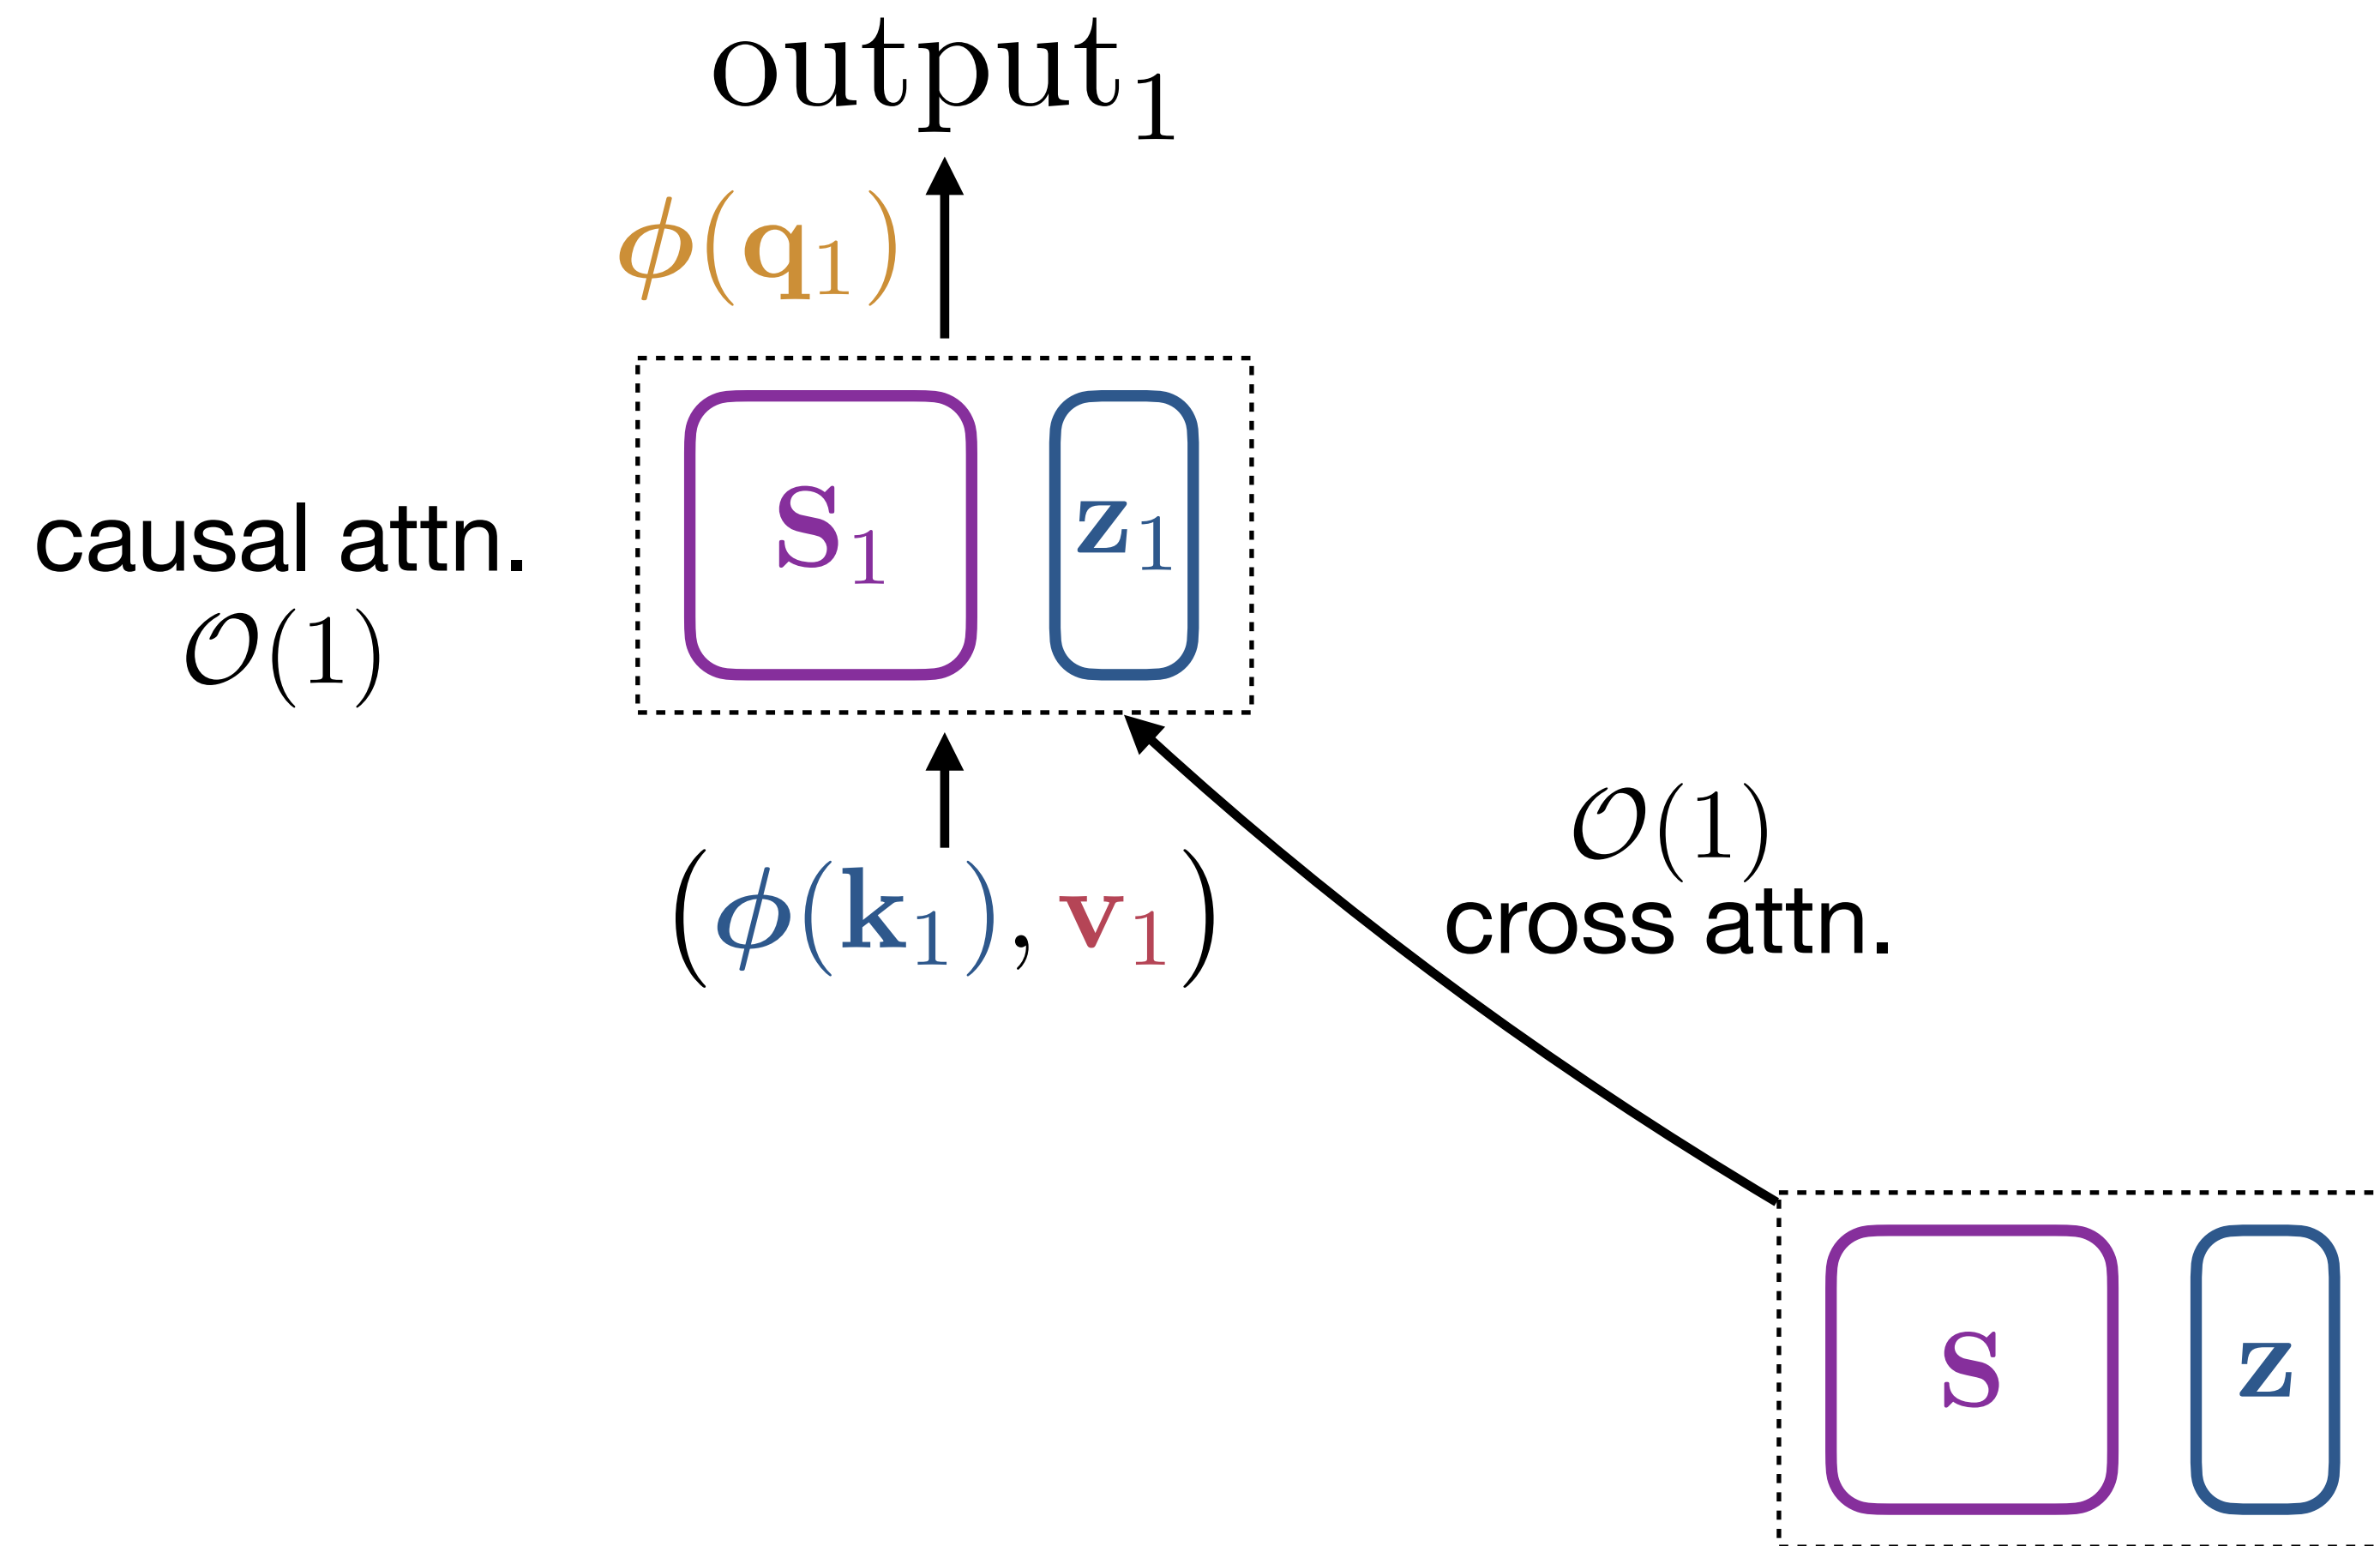 output₁
ϕ(q₁)
S₁
z₁
causal attn.
𝒪(1)
(ϕ(k₁), v₁)
𝒪(1)
cross attn.
S
z